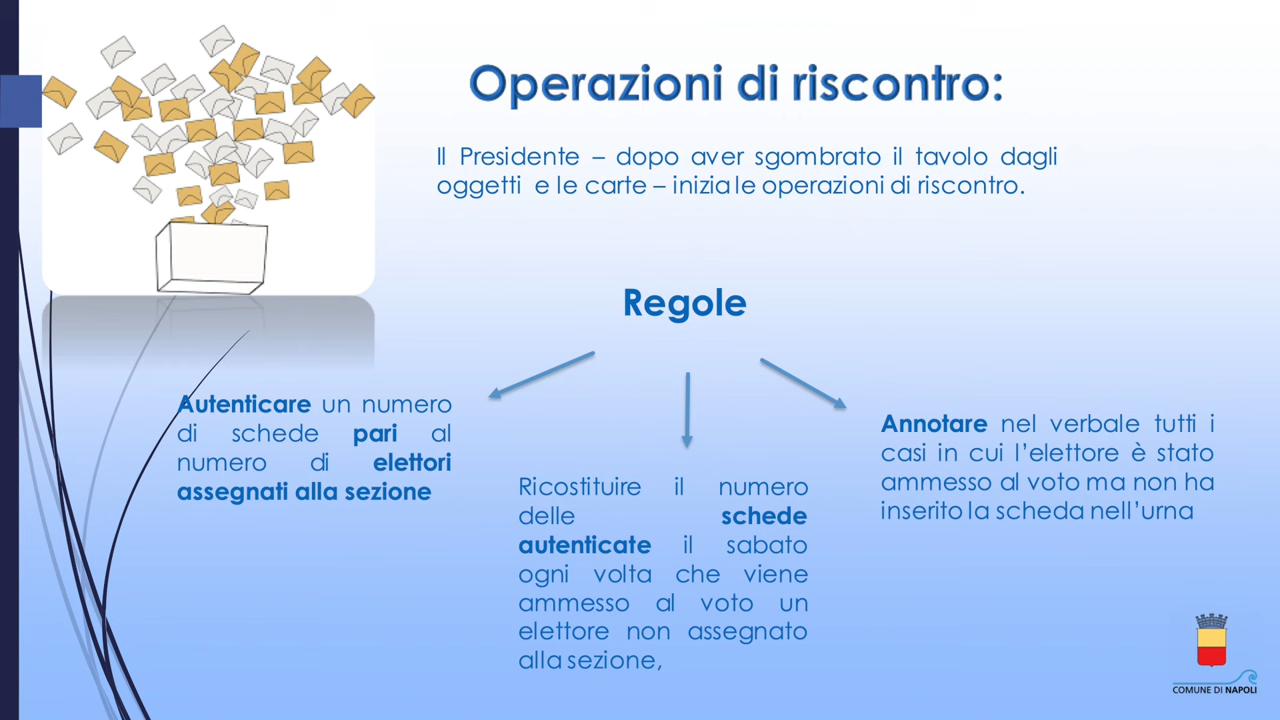 Operazioni di riscontro:
Il Presidente – dopo aver sgombrato il tavolo dagli
oggetti e le carte – inizia le operazioni di riscontro.
Regole
Autenticare un numero
di schede pari al
numero di elettori
assegnati alla sezione
Ricostituire il numero
delle schede
autenticate il sabato
ogni volta che viene
ammesso al voto un
elettore non assegnato
alla sezione,
Annotare nel verbale tutti i
casi in cui l’elettore è stato
ammesso al voto ma non ha
inserito la scheda nell’urna
COMUNE DI NAPOLI